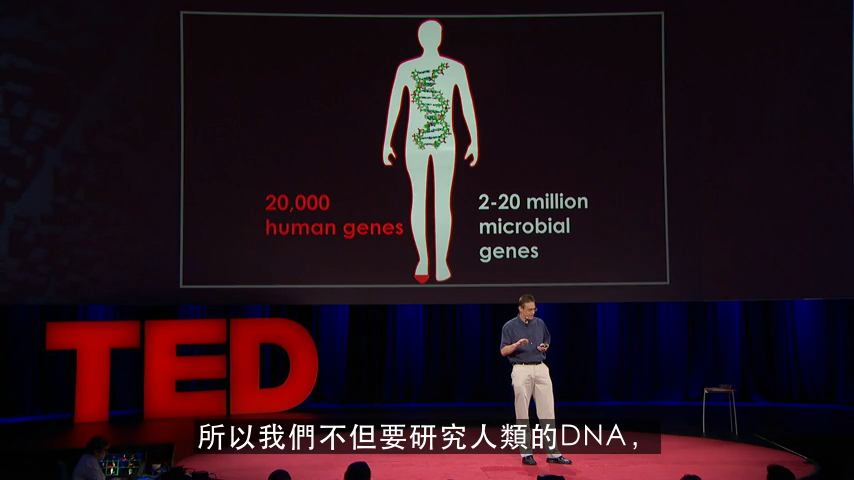 20,000
human genes
2-20 million
microbial
genes
TED
所以我們不但要研究人類的DNA，